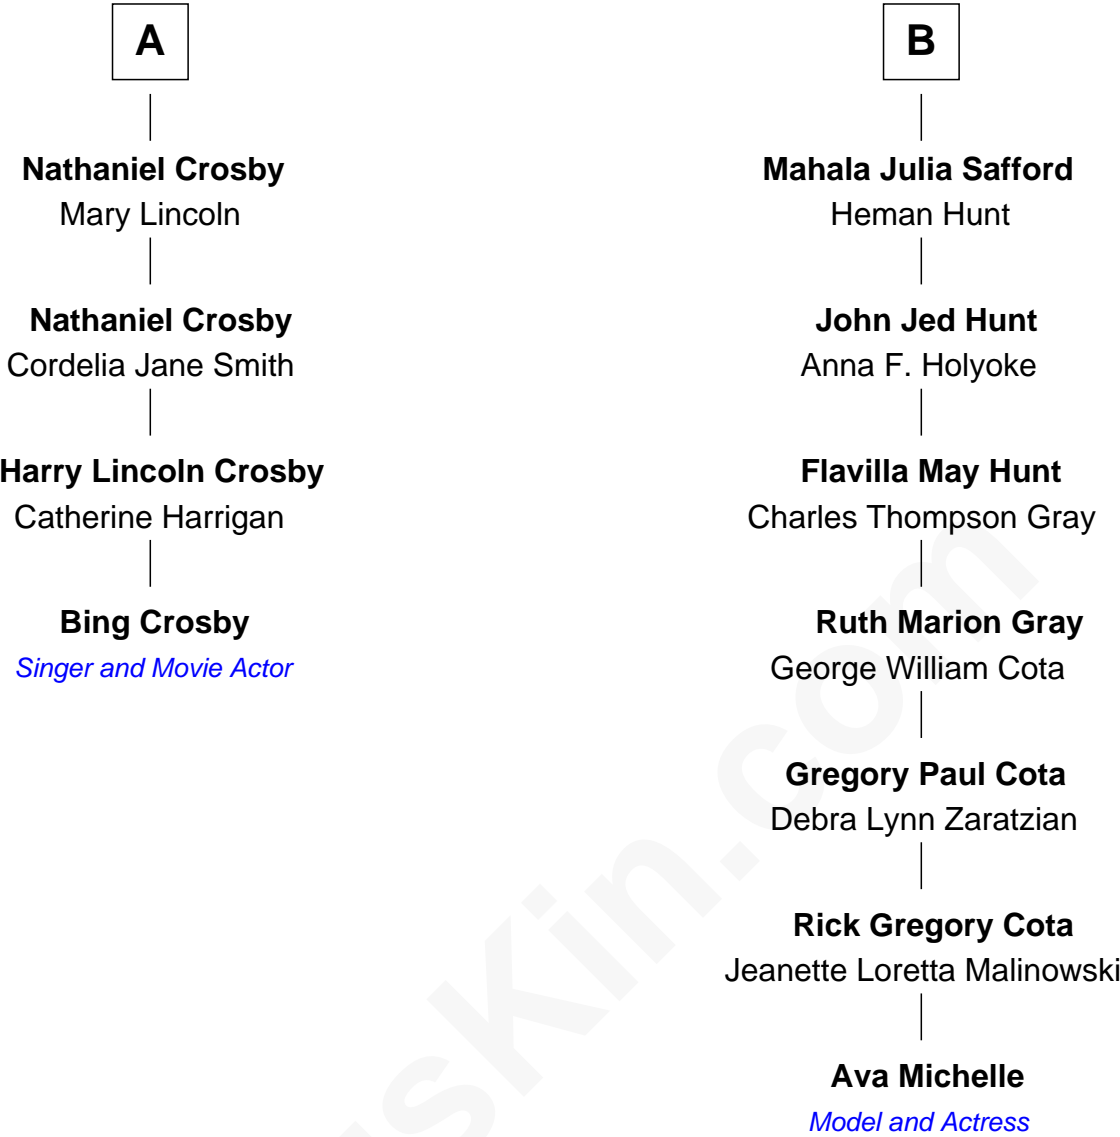 A
Nathaniel Crosby
Mary Lincoln
Nathaniel Crosby
Cordelia Jane Smith
Harry Lincoln Crosby
Catherine Harrigan
Bing Crosby
Singer and Movie Actor
B
Mahala Julia Safford
Heman Hunt
John Jed Hunt
Anna F. Holyoke
Flavilla May Hunt
Charles Thompson Gray
Ruth Marion Gray
George William Cota
Gregory Paul Cota
Debra Lynn Zaratzian
Rick Gregory Cota
Jeanette Loretta Malinowski
Ava Michelle
Model and Actress
sKin.com